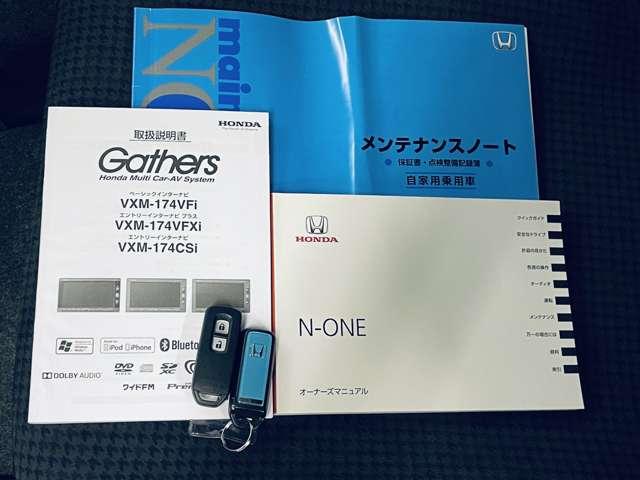 main
NO
メンテナンスノート
保証書・点検整備記録簿
自家用乗用車
HONDA
取扱説明書
Gathers
Honda Multi Car-AV System
ベーシックインターナビ
VXM-174VFi
エントリーインターナビ プラス
VXM-174VFXi
エントリーインターナビ
VXM-174CSi
iPod iPhone
Bluetoo
DOLBY AUDIO
DVD
SD XC
ワイドFM
Pre
HONDA
N-ONE
オーナーズマニュアル
クイックガイド
安全なドライブ
計器の見かた
各部の操作
オーディオ
運転
メンテナンス
万一の場合には
資料
索引